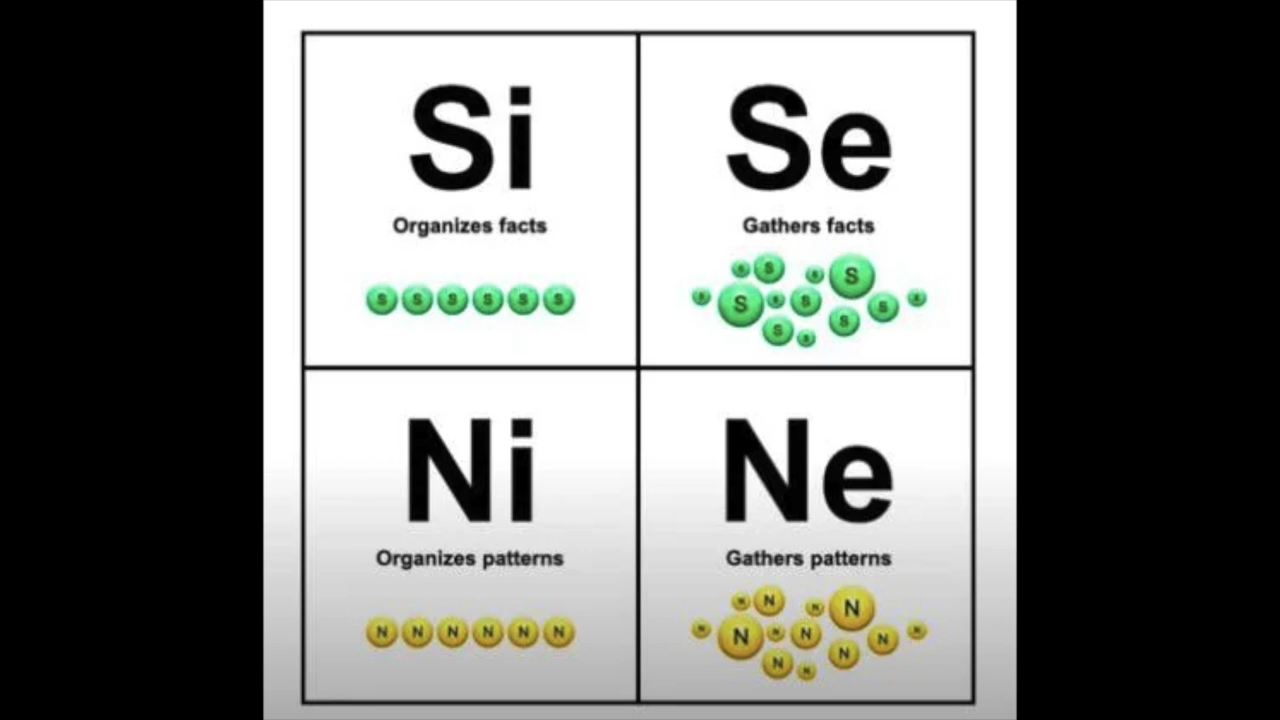 Si
Organizes facts
S S S S S S
Se
Gathers facts
S S S S S S S S S S S S S
Ni
Organizes patterns
N N N N N N
Ne
Gathers patterns
N N N N N N N N N N N N N